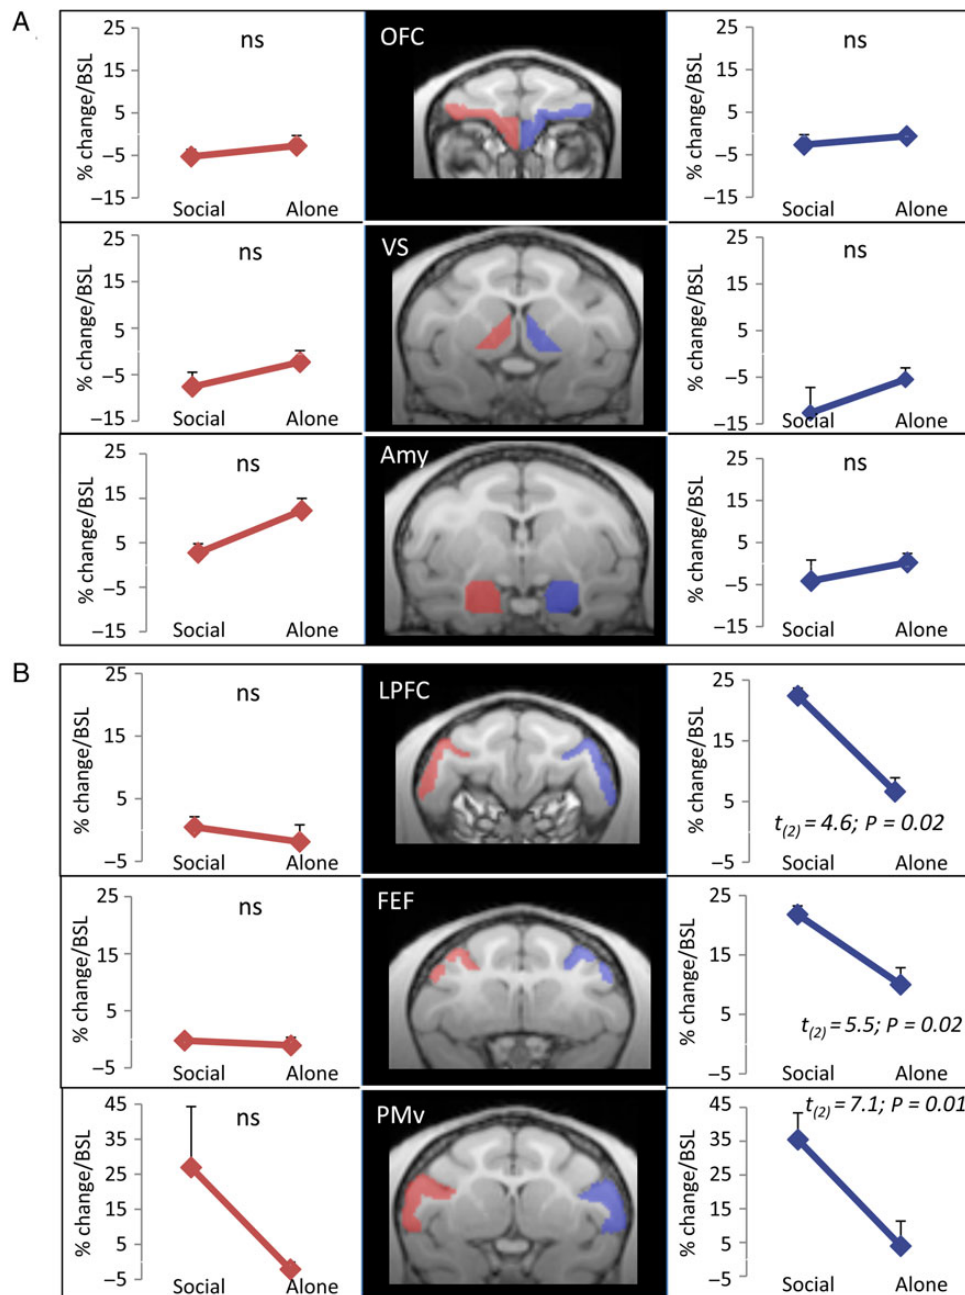 A
% change/BSL
25
15
5
–5
–15
ns
Social Alone
OFC
% change/BSL
25
15
5
–5
–15
ns
Social Alone
% change/BSL
25
15
5
–5
–15
ns
Social Alone
VS
% change/BSL
25
15
5
–5
–15
ns
Social Alone
% change/BSL
25
15
5
–5
–15
ns
Social Alone
Amy
% change/BSL
25
15
5
–5
–15
ns
Social Alone
B
% change/BSL
25
15
5
–5
ns
Social Alone
LPFC
% change/BSL
25
15
5
–5
t(2) = 4.6; P = 0.02
Social Alone
% change/BSL
25
15
5
–5
ns
Social Alone
FEF
% change/BSL
25
15
5
–5
t(2) = 5.5; P = 0.02
Social Alone
% change/BSL
45
35
25
15
5
–5
ns
Social Alone
PMv
% change/BSL
45
35
25
15
5
–5
t(2) = 7.1; P = 0.01
Social Alone